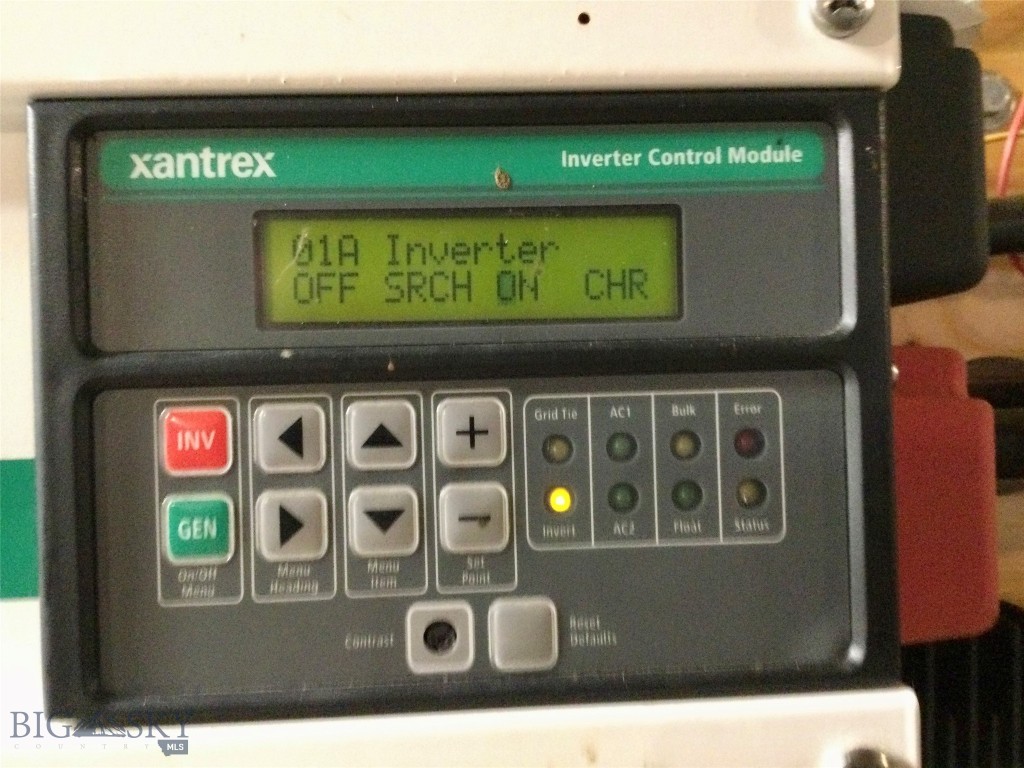 xantrex
Inverter Control Module
01A Inverter
OFF SRCH ON CHR
INV
GEN
On/Off
Menu
Menu
Heading
Menu
Item
+
-
Set
Point
Grid Tie
AC1
Bulk
Error
Invert
AC2
Float
Status
Contrast
Reset
Defaults
BIG SKY
COUNTRY MLS